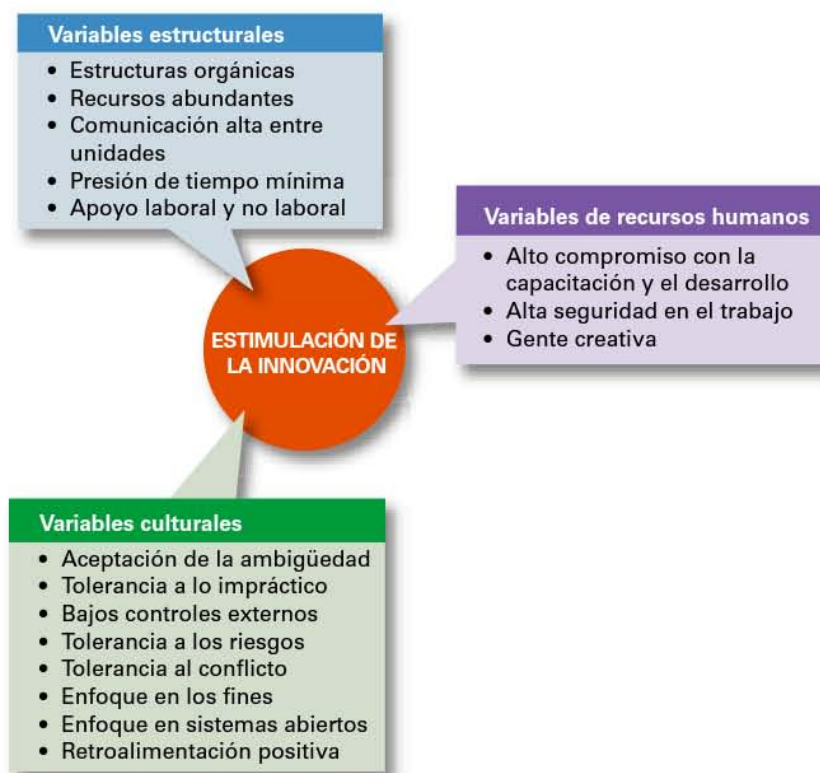 Variables estructurales
• Estructuras orgánicas
• Recursos abundantes
• Comunicación alta entre
unidades
• Presión de tiempo mínima
• Apoyo laboral y no laboral
Variables de recursos humanos
• Alto compromiso con la
capacitación y el desarrollo
• Alta seguridad en el trabajo
• Gente creativa
ESTIMULACIÓN DE
LA INNOVACIÓN
Variables culturales
• Aceptación de la ambigüedad
• Tolerancia a lo impráctico
• Bajos controles externos
• Tolerancia a los riesgos
• Tolerancia al conflicto
• Enfoque en los fines
• Enfoque en sistemas abiertos
• Retroalimentación positiva